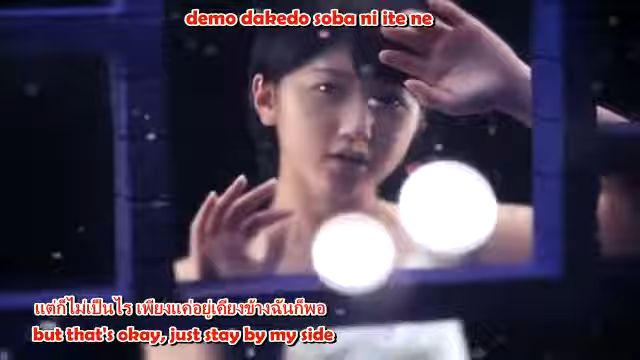 demo dakedo soba ni ite ne
แต่ก็ไม่เป็นไร เพียงแค่อยู่เคียงข้างฉันก็พอ
but that's okay, just stay by my side